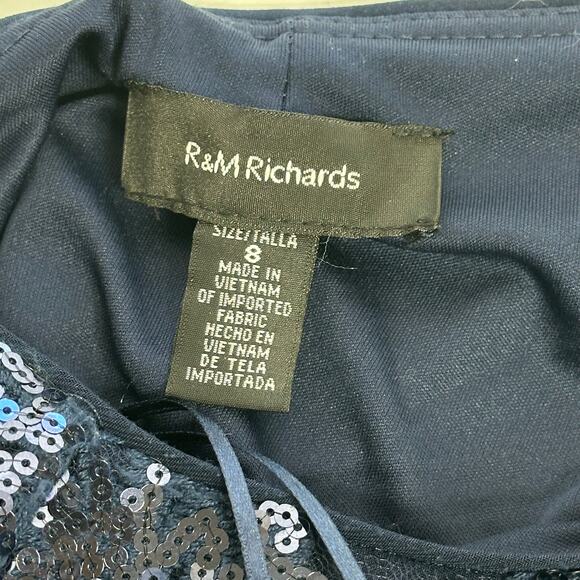 R&M Richards
SIZE/TALLA
8
MADE IN
VIETNAM
OF IMPORTED
FABRIC
HECHO EN
VIETNAM
DE TELA
IMPORTADA